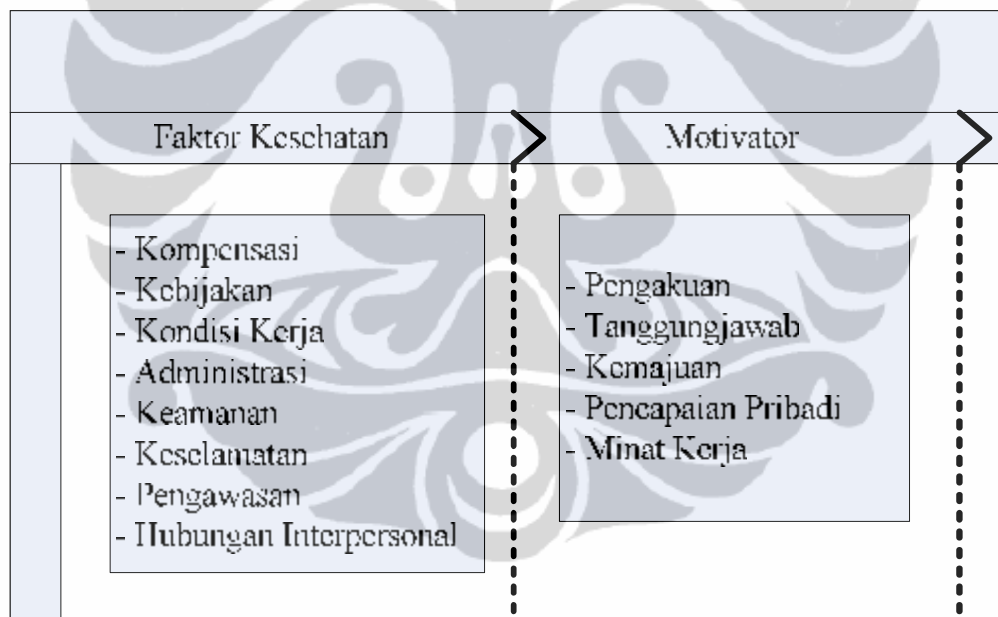 Faktor Kesehatan
Motivator
- Kompensasi
- Kebijakan
- Kondisi Kerja
- Administrasi
- Keamanan
- Keselamatan
- Pengawasan
- Hubungan Interpersonal
- Pengakuan
- Tanggungjawab
- Kemajuan
- Pencapaian Pribadi
- Minat Kerja